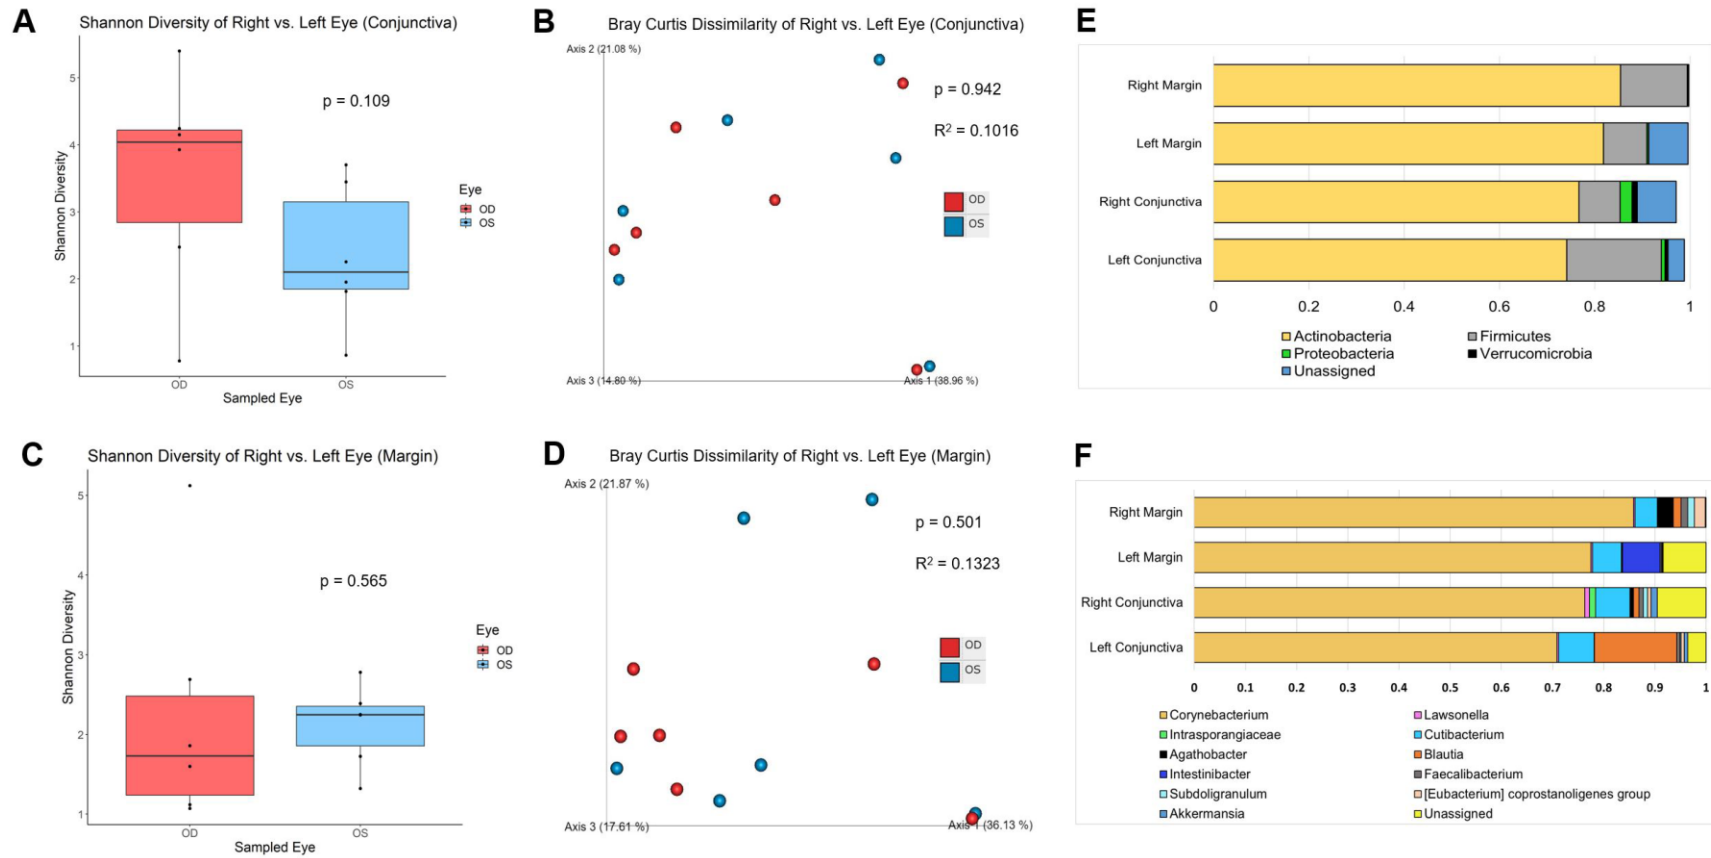 A
Shannon Diversity of Right vs. Left Eye (Conjunctiva)
5
4
3
2
1
Shannon Diversity
p = 0.109
Eye
OD
OS
OD
OS
Sampled Eye
B
Bray Curtis Dissimilarity of Right vs. Left Eye (Conjunctiva)
Axis 2 (21.08 %)
p = 0.942
R² = 0.1016
OD
OS
Axis 3 (14.80 %)
Axis 1 (38.96 %)
E
Right Margin
Left Margin
Right Conjunctiva
Left Conjunctiva
0 0.2 0.4 0.6 0.8 1
Actinobacteria Firmicutes
Proteobacteria Verrucomicrobia
Unassigned
C
Shannon Diversity of Right vs. Left Eye (Margin)
5
4
3
2
1
Shannon Diversity
p = 0.565
Eye
OD
OS
OD
OS
Sampled Eye
D
Bray Curtis Dissimilarity of Right vs. Left Eye (Margin)
Axis 2 (21.87 %)
p = 0.501
R² = 0.1323
OD
OS
Axis 3 (17.61 %)
Axis 1 (36.13 %)
F
Right Margin
Left Margin
Right Conjunctiva
Left Conjunctiva
0 0.1 0.2 0.3 0.4 0.5 0.6 0.7 0.8 0.9 1
Corynebacterium Lawsonella
Intrasporangiaceae Cutibacterium
Agathobacter Blautia
Intestinibacter Faecalibacterium
Subdoligranulum [Eubacterium] coprostanoligenes group
Akkermansia Unassigned